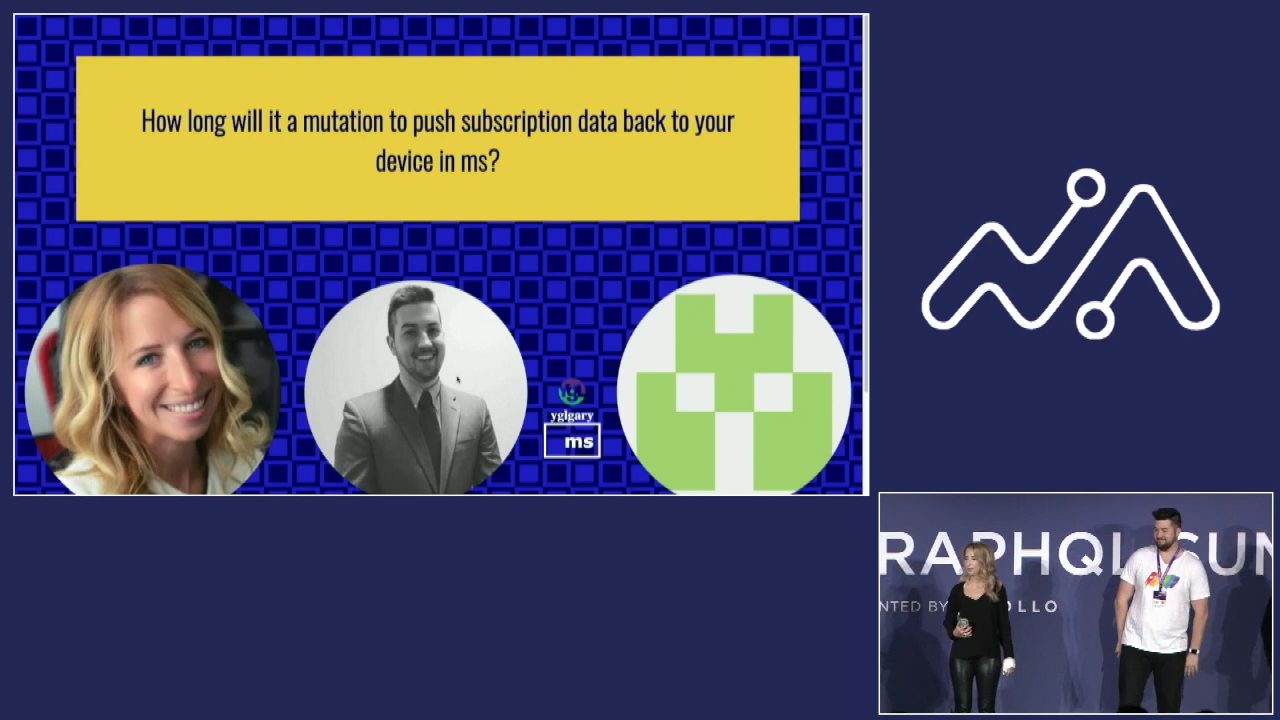 How long will it a mutation to push subscription data back to your
device in ms?
yglgary
ms
RAPHQL SUN
NTED BY
OLLO